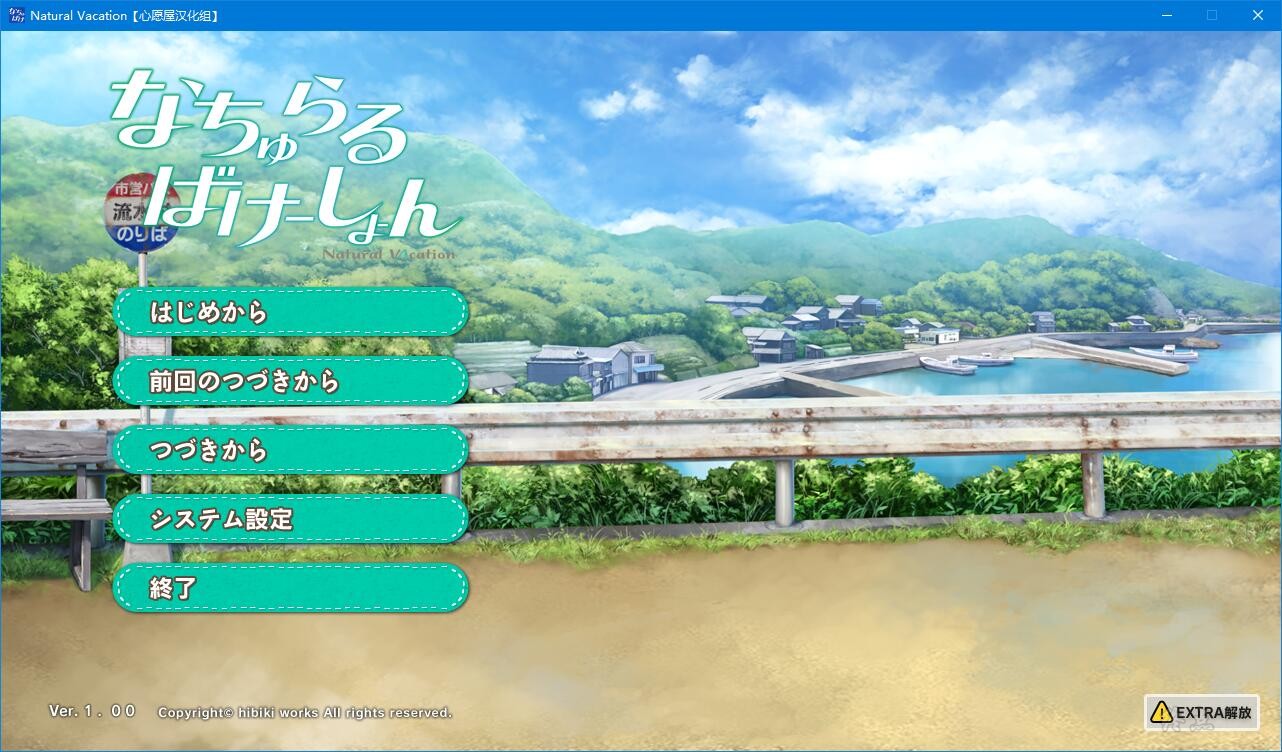 Natural Vacation【心愿屋汉化组】
なちゅらる
ばけーしょん
Natural Vacation
市営バ
流水
のりば
はじめから
前回のつづきから
つづきから
システム設定
終了
Ver.１．００
Copyright© hibiki works All rights reserved.
EXTRA解放